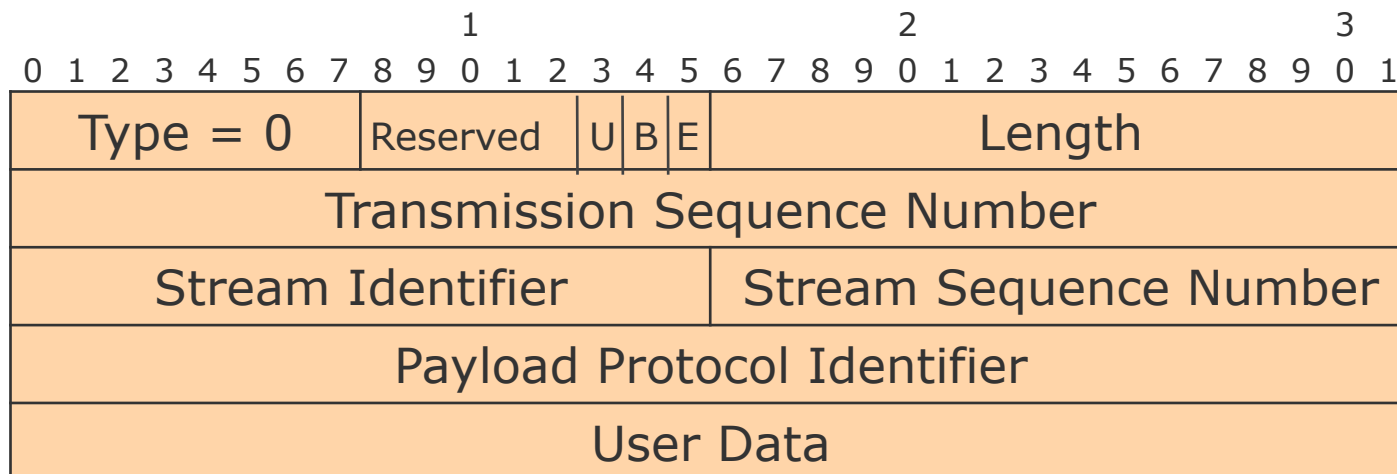 1 2 3
0 1 2 3 4 5 6 7 8 9 0 1 2 3 4 5 6 7 8 9 0 1 2 3 4 5 6 7 8 9 0 1
Type = 0 Reserved U B E Length
Transmission Sequence Number
Stream Identifier Stream Sequence Number
Payload Protocol Identifier
User Data